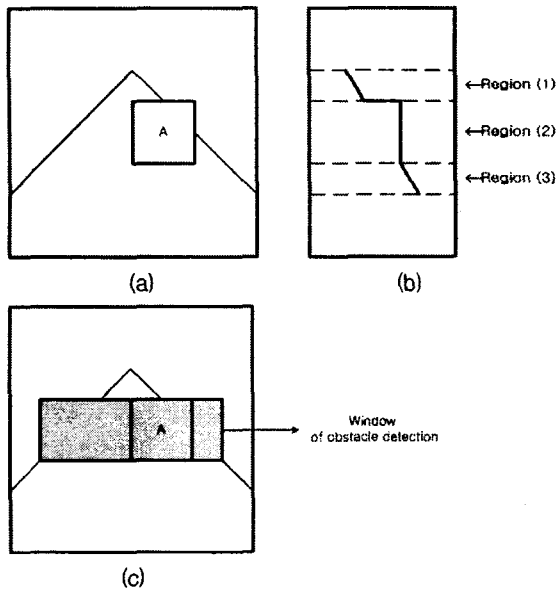 A
←Region (1)
←Region (2)
←Region (3)
(a)
(b)
A
Window
of obstacle detection
(c)